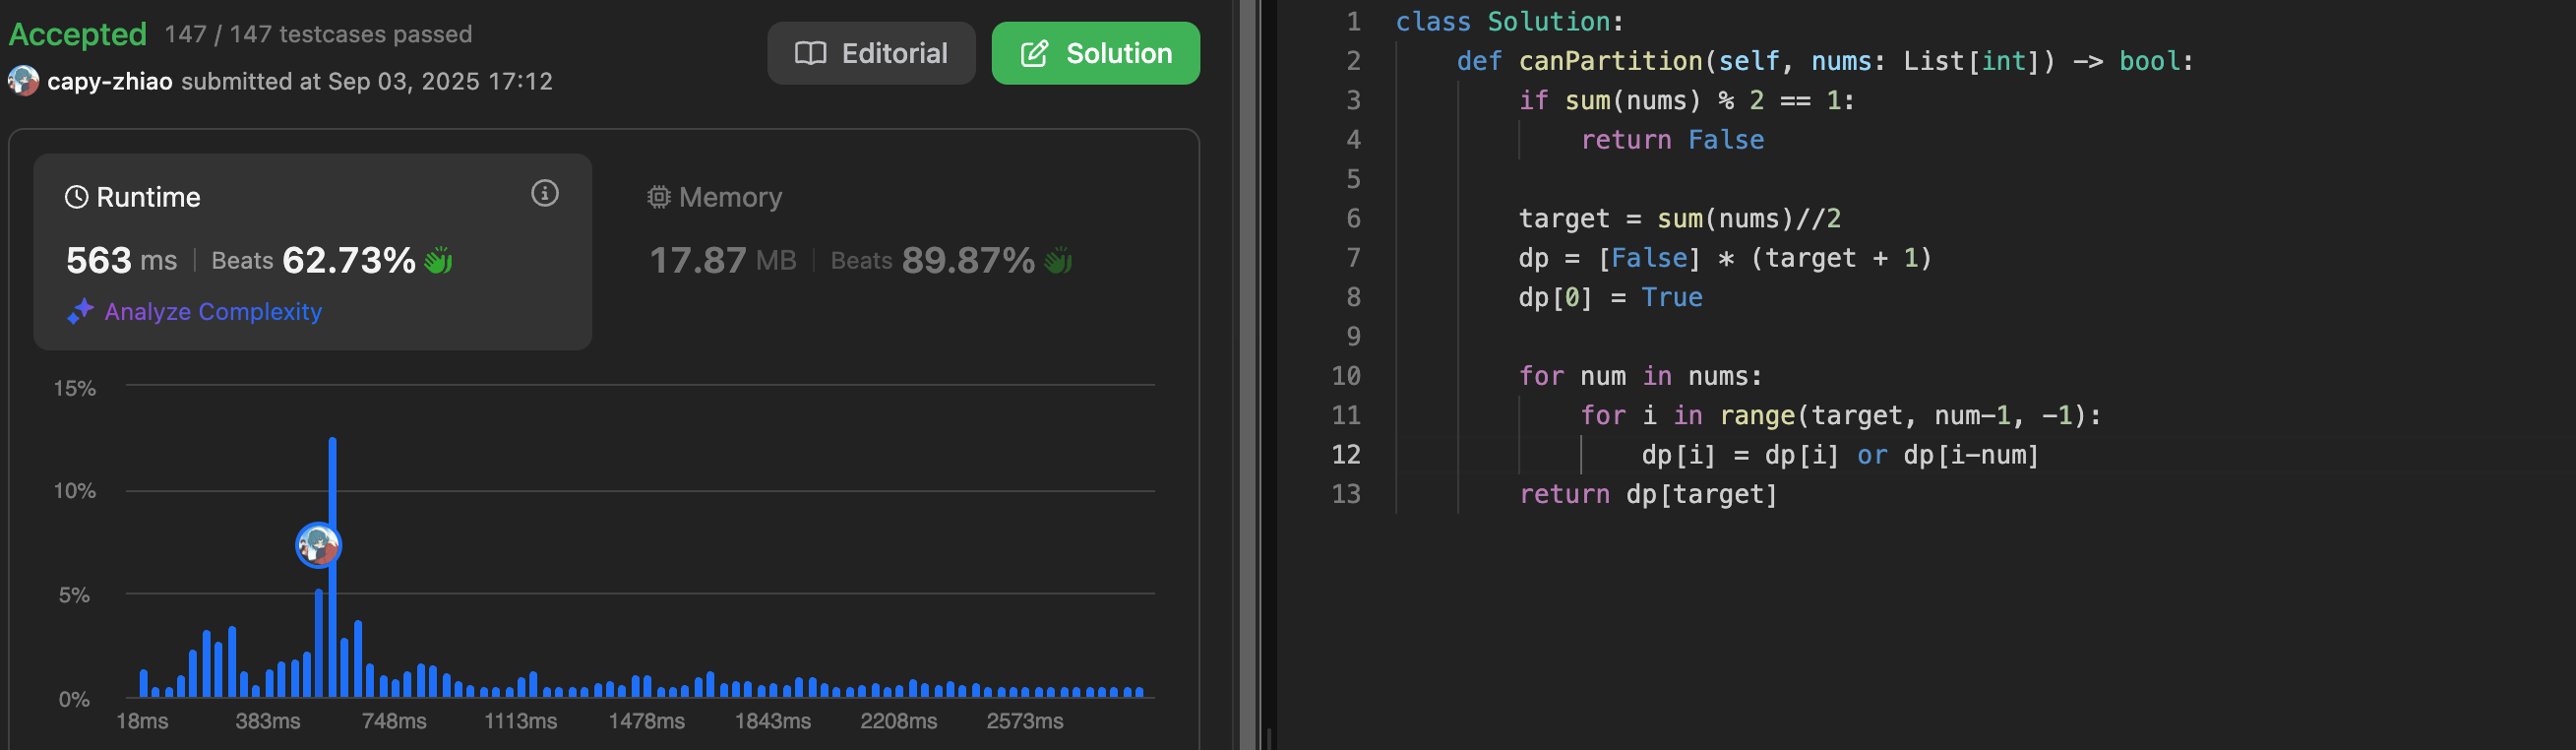 Accepted 147 / 147 testcases passed
capy-zhiao submitted at Sep 03, 2025 17:12
Editorial
Solution
Runtime
563 ms | Beats 62.73%
Analyze Complexity
Memory
17.87 MB | Beats 89.87%
15%
10%
5%
0%
18ms 383ms 748ms 1113ms 1478ms 1843ms 2208ms 2573ms
1 class Solution:
2     def canPartition(self, nums: List[int]) -> bool:
3         if sum(nums) % 2 == 1:
4             return False
5
6         target = sum(nums)//2
7         dp = [False] * (target + 1)
8         dp[0] = True
9
10         for num in nums:
11             for i in range(target, num-1, -1):
12                 dp[i] = dp[i] or dp[i-num]
13         return dp[target]